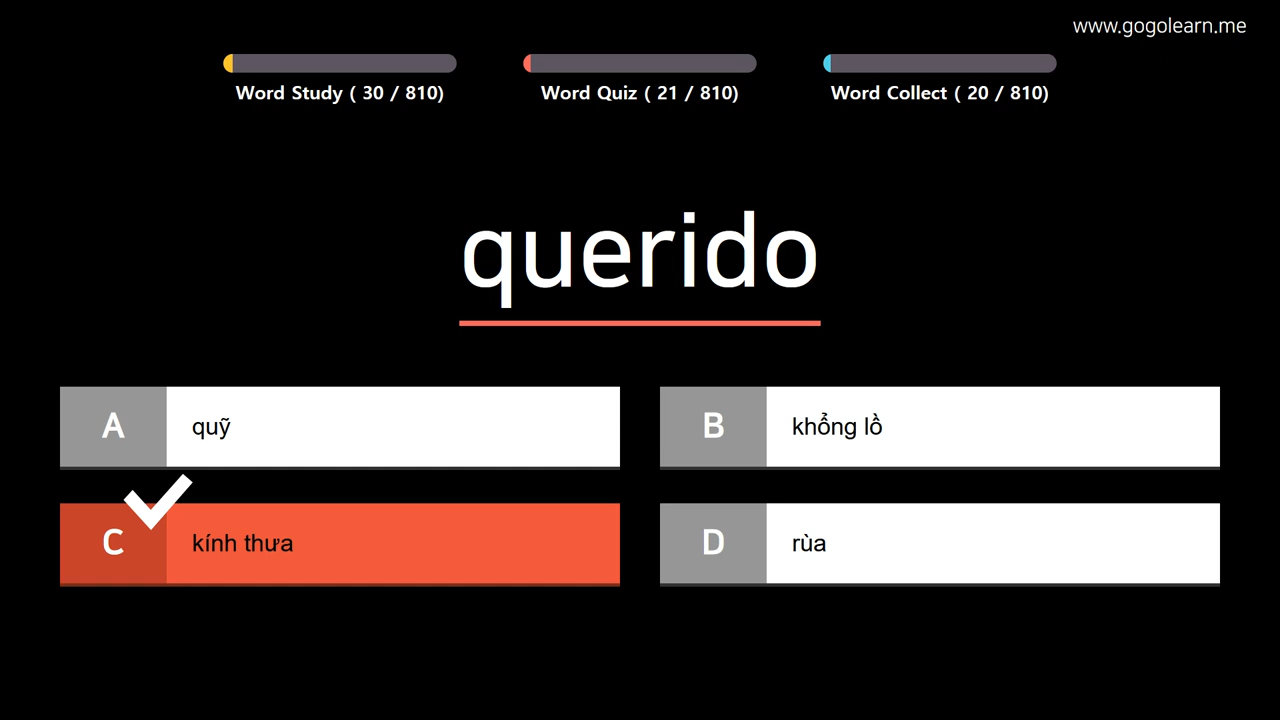 www.gogolearn.me
Word Study ( 30 / 810)
Word Quiz ( 21 / 810)
Word Collect ( 20 / 810)
querido
A quỹ
B khổng lồ
C kính thưa
D rùa